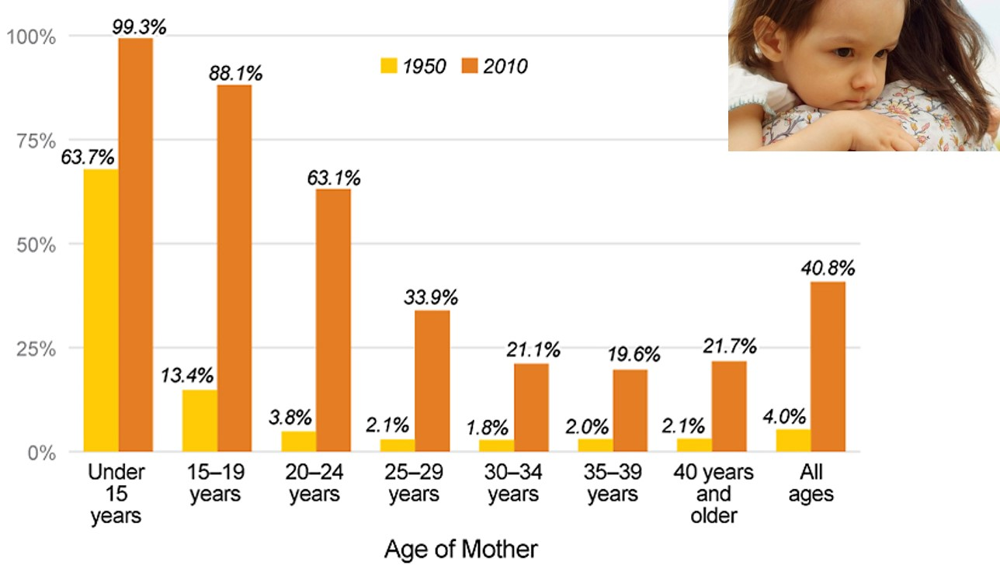 99.3%
100%
1950 2010
88.1%
75%
63.7%
63.1%
50%
40.8%
33.9%
25%
21.1%
19.6%
21.7%
13.4%
3.8%
2.1%
1.8%
2.0%
2.1%
4.0%
0%
Under
15
years
15–19
years
20–24
years
25–29
years
30–34
years
35–39
years
40 years
and
older
All
ages
Age of Mother